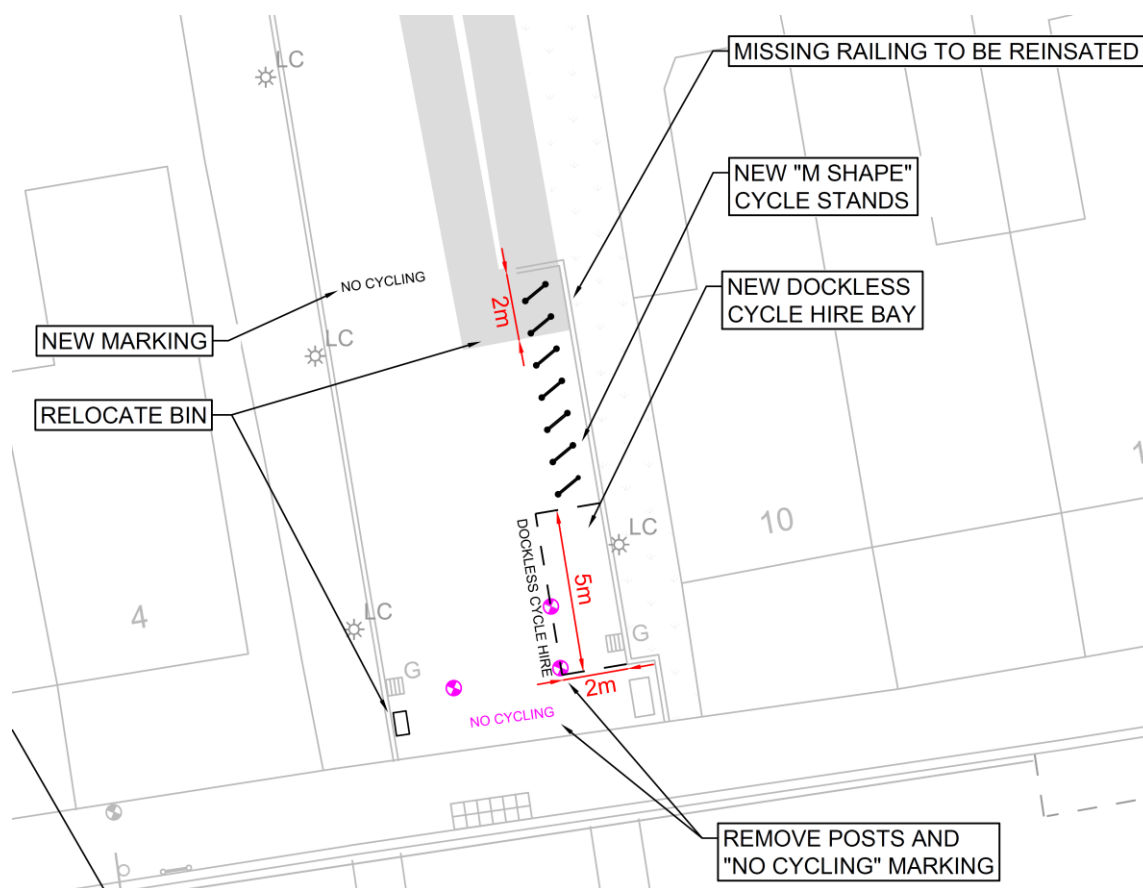 LC
MISSING RAILING TO BE REINSATED
NEW "M SHAPE"
CYCLE STANDS
NO CYCLING
2m
NEW DOCKLESS
CYCLE HIRE BAY
NEW MARKING
LC
RELOCATE BIN
10
LC
DOCKLESS CYCLE HIRE
5m
4
LC
G
G
2m
NO CYCLING
REMOVE POSTS AND
"NO CYCLING" MARKING